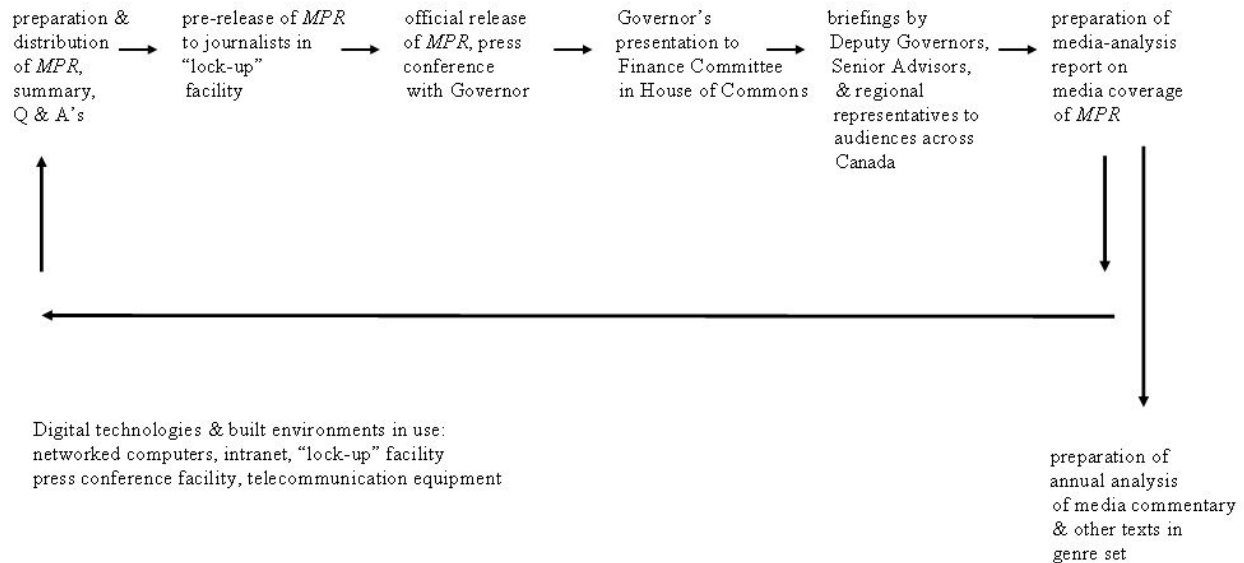 preparation &
distribution
of MPR,
summary,
Q & A’s
pre-release of MPR
to journalists in
“lock-up”
facility
official release
of MPR, press
conference
with Governor
Governor’s
presentation to
Finance Committee
in House of Commons
briefings by
Deputy Governors,
Senior Advisors,
& regional
representatives to
audiences across
Canada
preparation of
media-analysis
report on
media coverage
of MPR
Digital technologies & built environments in use:
networked computers, intranet, “lock-up” facility
press conference facility, telecommunication equipment
preparation of
annual analysis
of media commentary
& other texts in
genre set